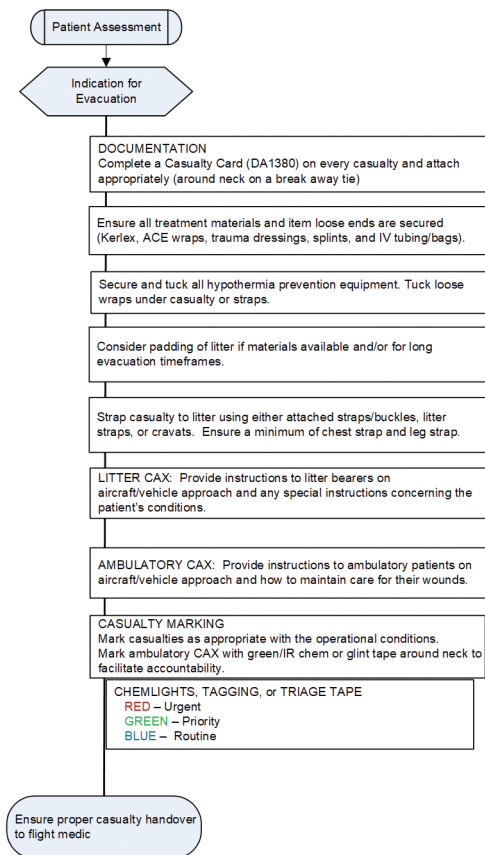 Patient Assessment
Indication for
Evacuation
DOCUMENTATION
Complete a Casualty Card (DA1380) on every casualty and attach
appropriately (around neck on a break away tie)
Ensure all treatment materials and item loose ends are secured
(Kerlex, ACE wraps, trauma dressings, splints, and IV tubing/bags).
Secure and tuck all hypothermia prevention equipment. Tuck loose
wraps under casualty or straps.
Consider padding of litter if materials available and/or for long
evacuation timeframes.
Strap casualty to litter using either attached straps/buckles, litter
straps, or cravats. Ensure a minimum of chest strap and leg strap.
LITTER CAX: Provide instructions to litter bearers on
aircraft/vehicle approach and any special instructions concerning the
patient's conditions.
AMBULATORY CAX: Provide instructions to ambulatory patients on
aircraft/vehicle approach and how to maintain care for their wounds.
CASUALTY MARKING
Mark casualties as appropriate with the operational conditions.
Mark ambulatory CAX with green/IR chem or glint tape around neck to
facilitate accountability.
CHEMLIGHTS, TAGGING, or TRIAGE TAPE
RED – Urgent
GREEN – Priority
BLUE – Routine
Ensure proper casualty handover
to flight medic